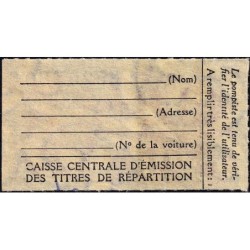 (Nom)
(Adresse)
(N° de la voiture)
CAISSE CENTRALE D'ÉMISSION
DES TITRES DE RÉPARTITION
Le pompiste est tenu de véri-
fier l'identité de l'utilisateur.
A remplir très lisiblement :